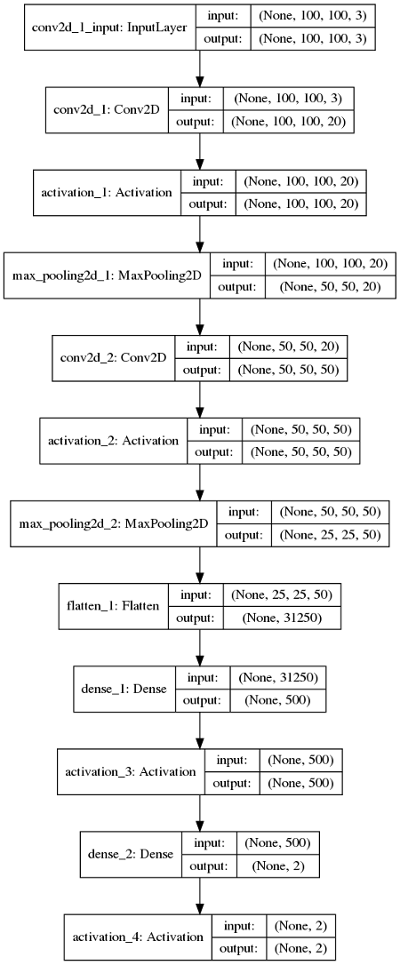 conv2d_1_input: InputLayer
input: (None, 100, 100, 3)
output: (None, 100, 100, 3)
conv2d_1: Conv2D
input: (None, 100, 100, 3)
output: (None, 100, 100, 20)
activation_1: Activation
input: (None, 100, 100, 20)
output: (None, 100, 100, 20)
max_pooling2d_1: MaxPooling2D
input: (None, 100, 100, 20)
output: (None, 50, 50, 20)
conv2d_2: Conv2D
input: (None, 50, 50, 20)
output: (None, 50, 50, 50)
activation_2: Activation
input: (None, 50, 50, 50)
output: (None, 50, 50, 50)
max_pooling2d_2: MaxPooling2D
input: (None, 50, 50, 50)
output: (None, 25, 25, 50)
flatten_1: Flatten
input: (None, 25, 25, 50)
output: (None, 31250)
dense_1: Dense
input: (None, 31250)
output: (None, 500)
activation_3: Activation
input: (None, 500)
output: (None, 500)
dense_2: Dense
input: (None, 500)
output: (None, 2)
activation_4: Activation
input: (None, 2)
output: (None, 2)